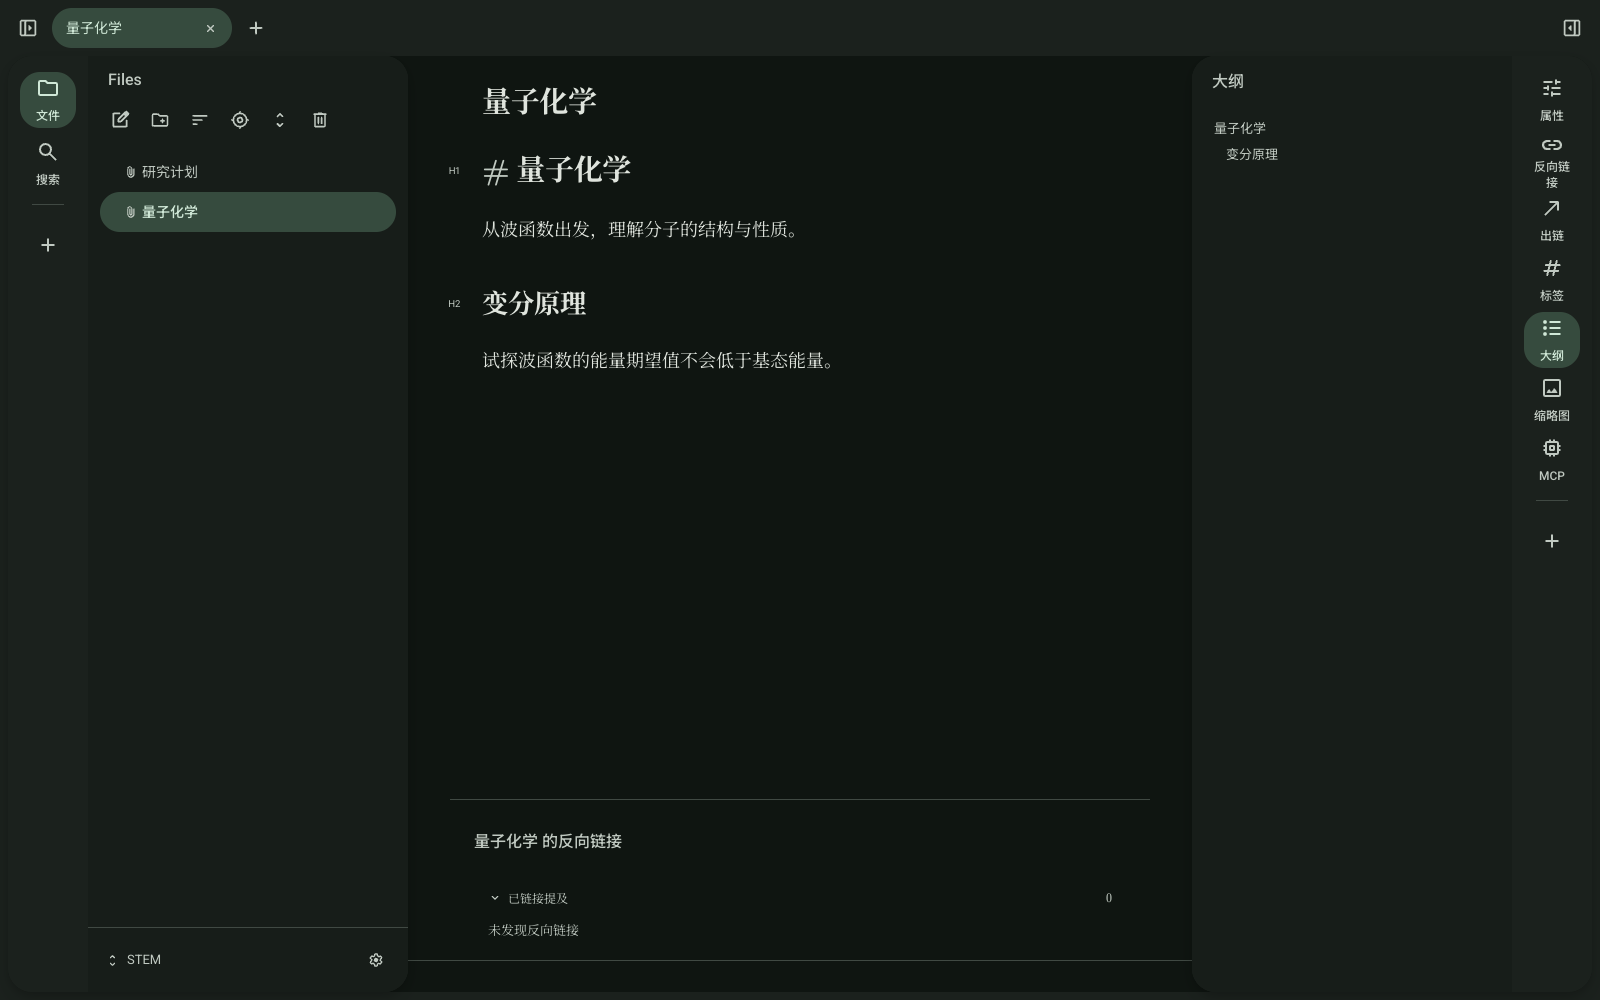 量子化学
Files
文件
搜索
研究计划
量子化学
STEM
量子化学
H1 # 量子化学
从波函数出发，理解分子的结构与性质。
H2 变分原理
试探波函数的能量期望值不会低于基态能量。
量子化学 的反向链接
已链接提及 0
未发现反向链接
大纲
量子化学
变分原理
属性
反向链
接
出链
标签
大纲
缩略图
MCP